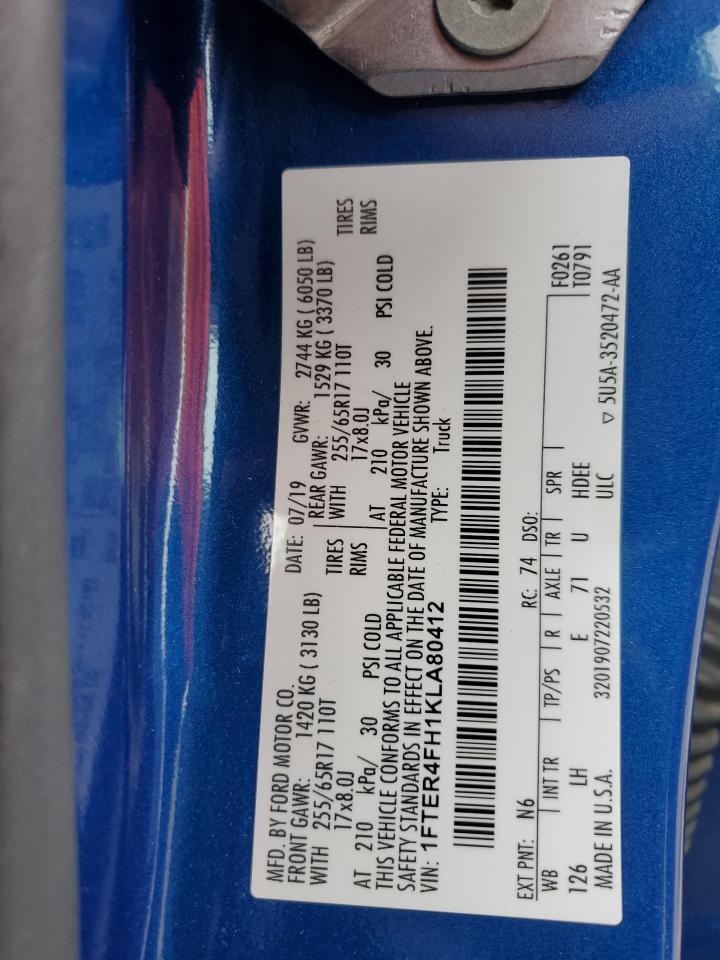 MFD. BY FORD MOTOR CO. DATE: 07/19 GVWR: 2744 KG ( 6050 LB)
FRONT GAWR: 1420 KG ( 3130 LB) REAR GAWR: 1529 KG ( 3370 LB)
WITH 255/65R17 110T TIRES WITH 255/65R17 110T TIRES
17x8.0J RIMS 17x8.0J RIMS
AT 210 kPa/ 30 PSI COLD AT 210 kPa/ 30 PSI COLD
THIS VEHICLE CONFORMS TO ALL APPLICABLE FEDERAL MOTOR VEHICLE
SAFETY STANDARDS IN EFFECT ON THE DATE OF MANUFACTURE SHOWN ABOVE.
VIN: 1FTER4FH1KLA80412 TYPE: Truck
EXT PNT: N6 RC: 74 DSO:
WB INT TR TP/PS R AXLE TR SPR F0261
126 LH E 71 U HDEE T0791
MADE IN U.S.A. 3201907220532 ULC ▽ 5U5A-3520472-AA